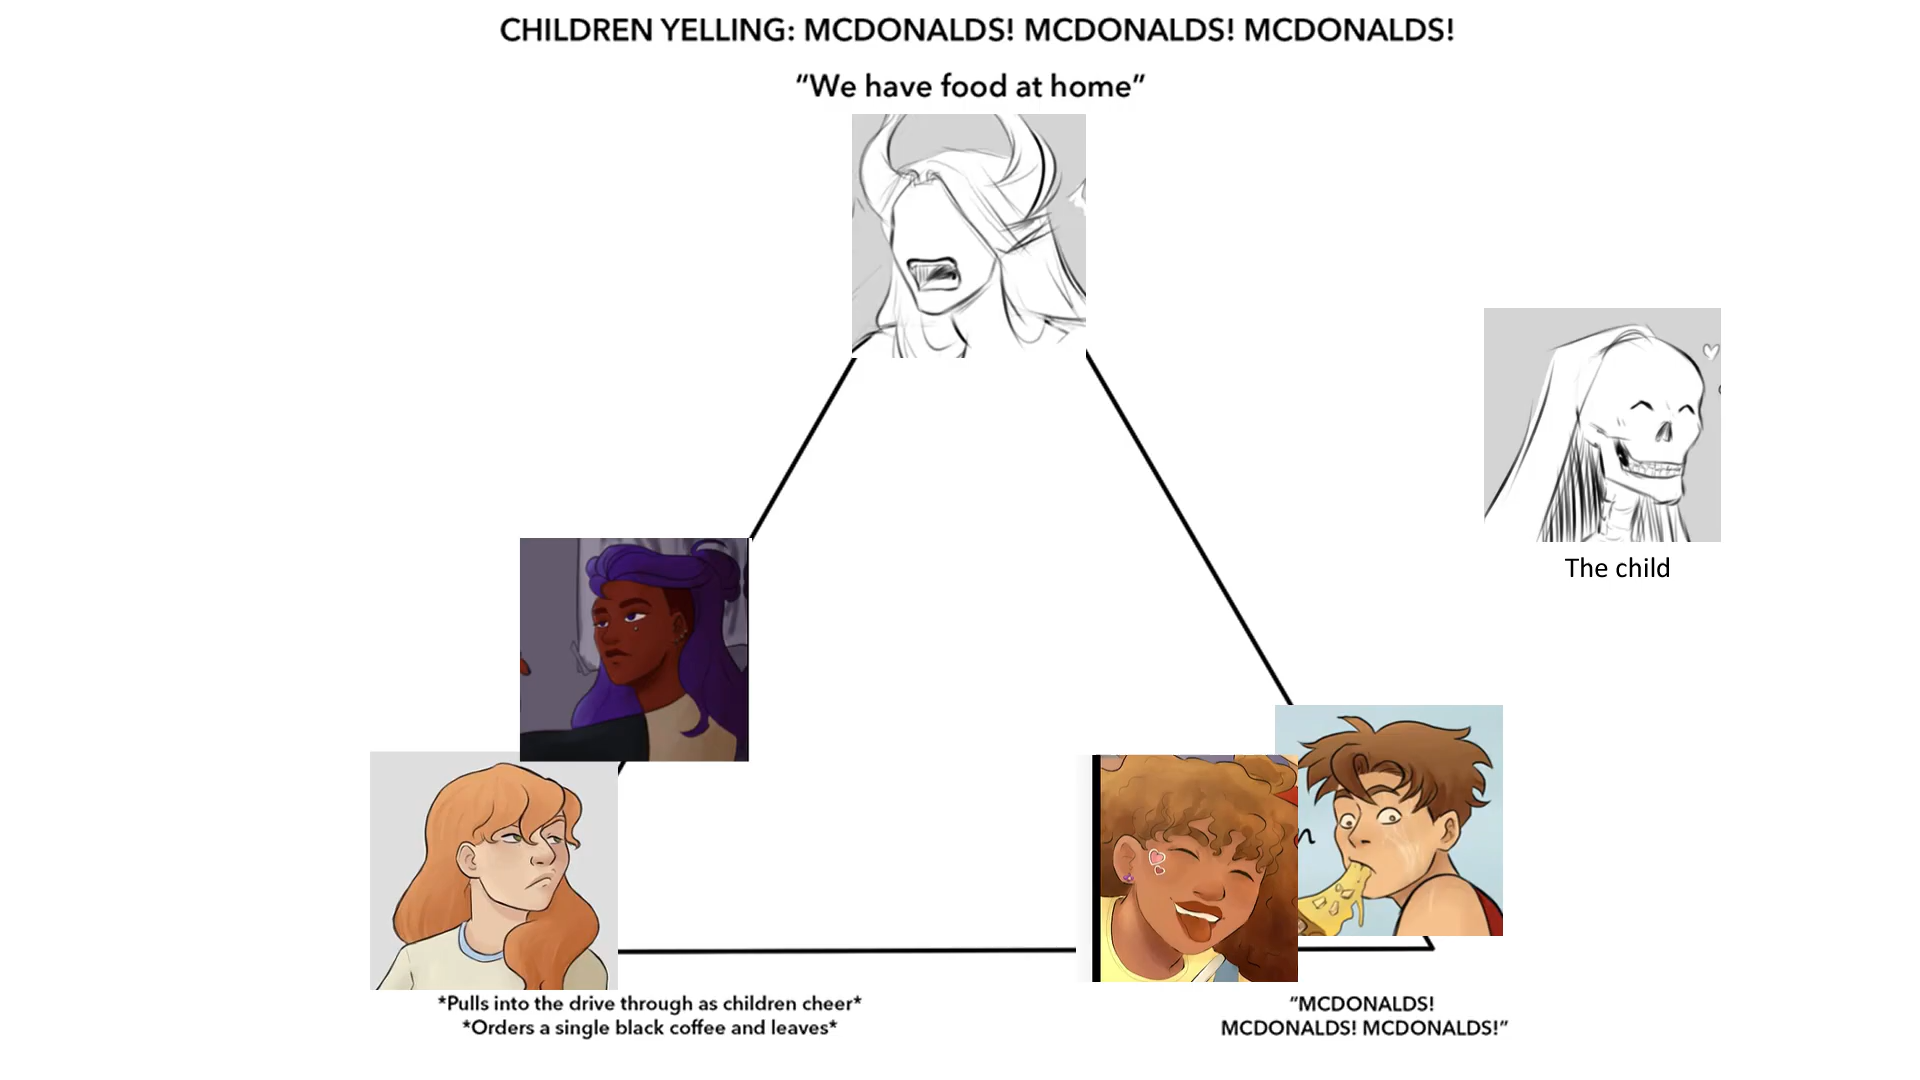 CHILDREN YELLING: MCDONALDS! MCDONALDS! MCDONALDS!
“We have food at home”
The child
*Pulls into the drive through as children cheer*
*Orders a single black coffee and leaves*
“MCDONALDS!
MCDONALDS! MCDONALDS!”